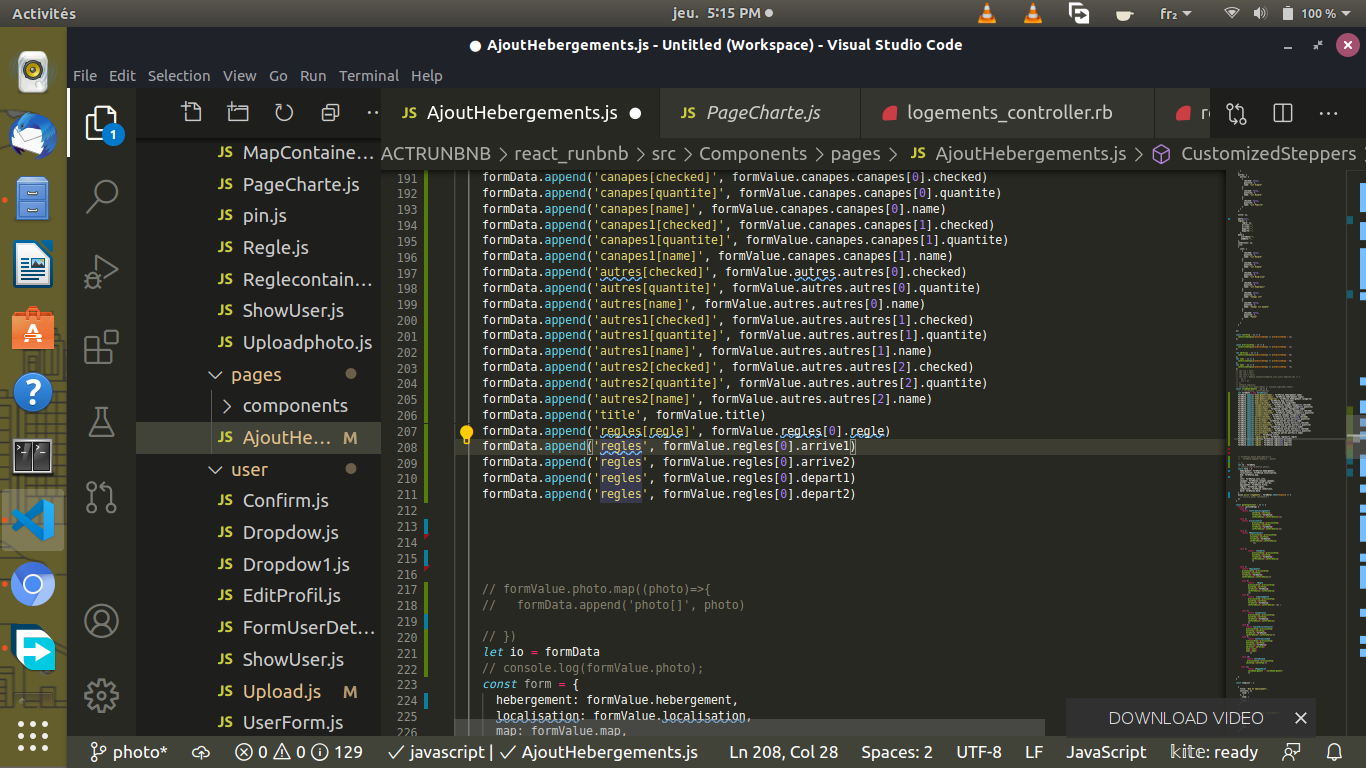 Activités
jeu. 5:15 PM
fr₂
100 %
AjoutHebergements.js - Untitled (Workspace) - Visual Studio Code
File Edit Selection View Go Run Terminal Help
1
JS MapContaine...
JS PageCharte.js
JS pin.js
JS Regle.js
JS Reglecontain...
JS ShowUser.js
JS Uploadphoto.js
pages
components
JS AjoutHe... M
user
JS Confirm.js
JS Dropdow.js
JS Dropdow1.js
JS EditProfil.js
JS FormUserDet...
JS ShowUser.js
JS Upload.js M
JS UserForm.js
JS AjoutHebergements.js
JS PageCharte.js
logements_controller.rb
ACTRUNBNB > react_runbnb > src > Components > pages > JS AjoutHebergements.js > CustomizedSteppers >
191 formData.append('canapes[checked]', formValue.canapes.canapes[0].checked)
192 formData.append('canapes[quantite]', formValue.canapes.canapes[0].quantite)
193 formData.append('canapes[name]', formValue.canapes.canapes[0].name)
194 formData.append('canapes1[checked]', formValue.canapes.canapes[1].checked)
195 formData.append('canapes1[quantite]', formValue.canapes.canapes[1].quantite)
196 formData.append('canapes1[name]', formValue.canapes.canapes[1].name)
197 formData.append('autres[checked]', formValue.autres.autres[0].checked)
198 formData.append('autres[quantite]', formValue.autres.autres[0].quantite)
199 formData.append('autres[name]', formValue.autres.autres[0].name)
200 formData.append('autres1[checked]', formValue.autres.autres[1].checked)
201 formData.append('autres1[quantite]', formValue.autres.autres[1].quantite)
202 formData.append('autres1[name]', formValue.autres.autres[1].name)
203 formData.append('autres2[checked]', formValue.autres.autres[2].checked)
204 formData.append('autres2[quantite]', formValue.autres.autres[2].quantite)
205 formData.append('autres2[name]', formValue.autres.autres[2].name)
206 formData.append('title', formValue.title)
207 formData.append('regles[regle]', formValue.regles[0].regle)
208 formData.append('regles', formValue.regles[0].arrive1)
209 formData.append('regles', formValue.regles[0].arrive2)
210 formData.append('regles', formValue.regles[0].depart1)
211 formData.append('regles', formValue.regles[0].depart2)
212
213
214
215
216
217 // formValue.photo.map((photo)=>{
218 //   formData.append('photo[]', photo)
219
220 // })
221 let io = formData
222 // console.log(formValue.photo);
223 const form = {
224 hebergement: formValue.hebergement,
225 localisation: formValue.localisation,
226 map: formValue.map,
DOWNLOAD VIDEO
photo* 0 0 129 javascript | AjoutHebergements.js Ln 208, Col 28 Spaces: 2 UTF-8 LF JavaScript kite: ready